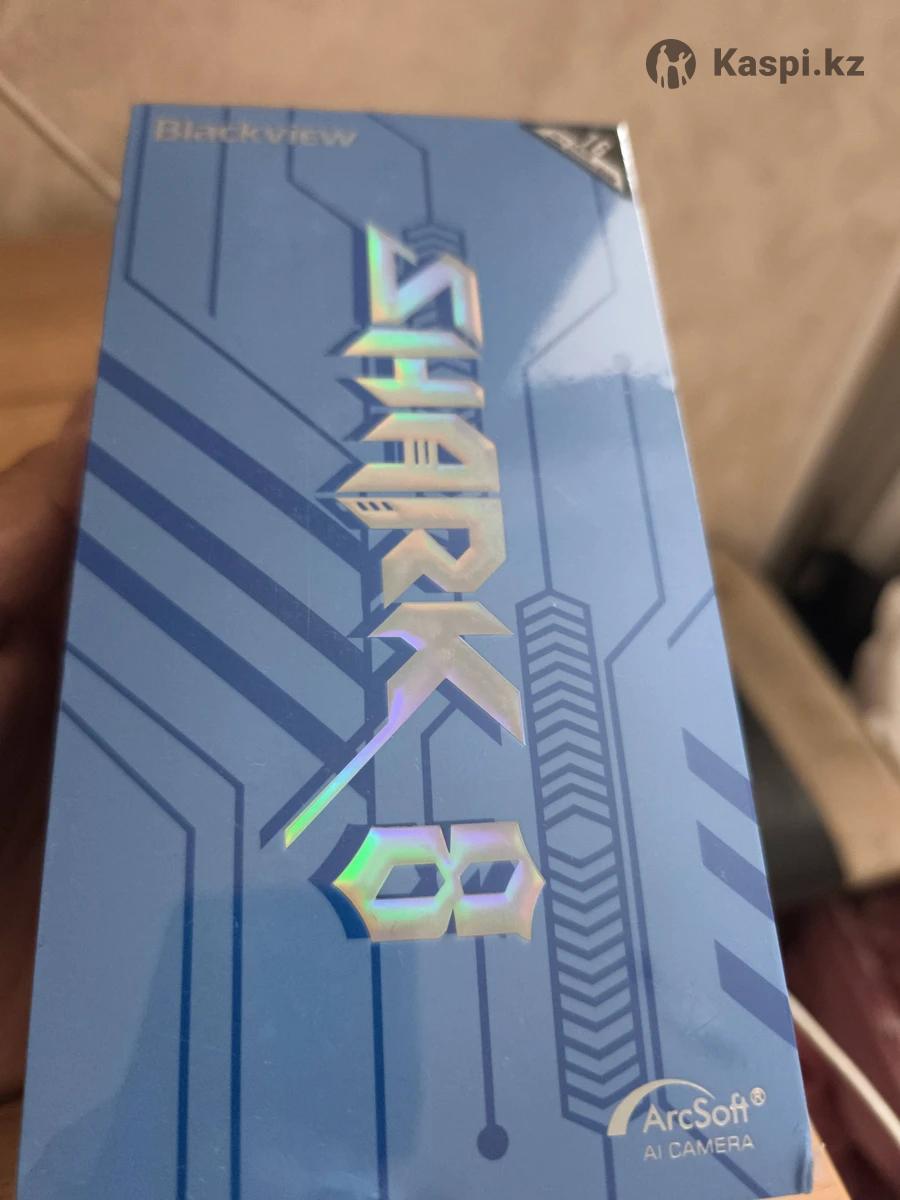 Kaspi.kz
Blackview
SHARK 8
ArcSoft®
AI CAMERA